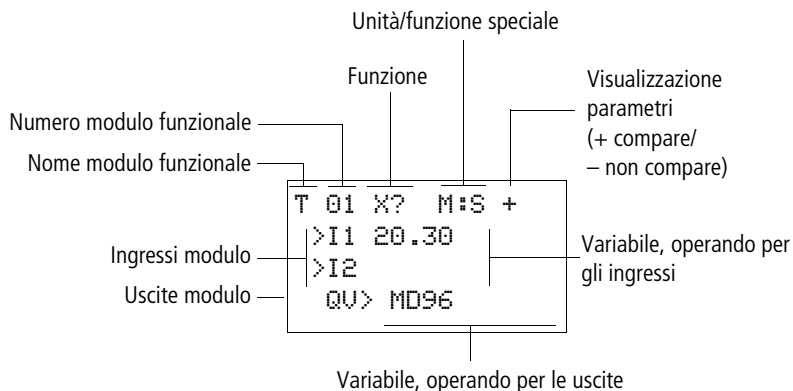 Unità/funzione speciale
Funzione
Visualizzazione
parametri
(+ compare/
– non compare)
Numero modulo funzionale
Nome modulo funzionale
T 01 X? M:S +
>I1 20.30
>I2
QV> MD96
Ingressi modulo
Uscite modulo
Variabile, operando per
gli ingressi
Variabile, operando per le uscite